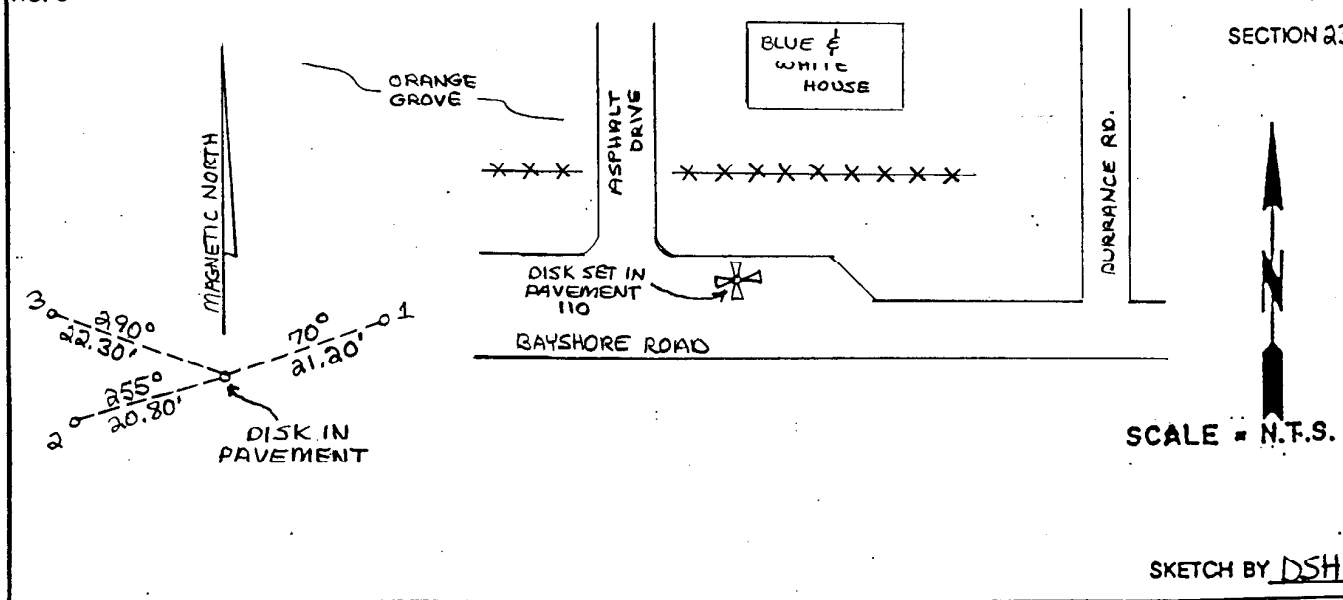 SECTION 23
BLUE &
WHITE
HOUSE
ORANGE
GROVE
ASPHALT
DRIVE
DURRANCE RD.
MAGNETIC NORTH
N
DISK SET IN
PAVEMENT
110
BAYSHORE ROAD
3
290°
22.30'
70°
21.20'
1
255°
20.80'
2
DISK IN
PAVEMENT
SCALE = N.T.S.
SKETCH BY DSH